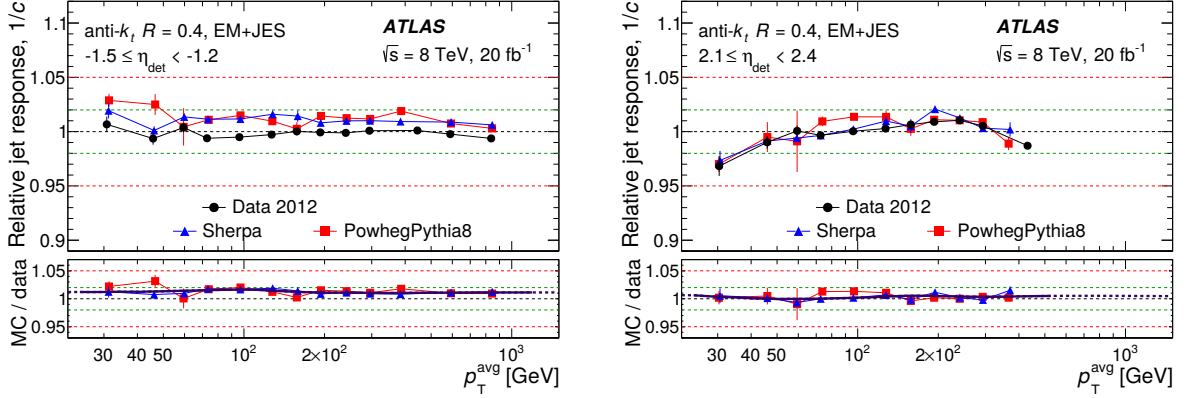 Relative jet response, 1/c
1.1
1.05
1
0.95
0.9
anti-kₜ R = 0.4, EM+JES
-1.5 ≤ η_det < -1.2
ATLAS
√s = 8 TeV, 20 fb⁻¹
Data 2012
Sherpa
PowhegPythia8
MC / data
1.05
1
0.95
30 40 50 10² 2×10² 10³
p_T^avg [GeV]
Relative jet response, 1/c
1.1
1.05
1
0.95
0.9
anti-kₜ R = 0.4, EM+JES
2.1 ≤ η_det < 2.4
ATLAS
√s = 8 TeV, 20 fb⁻¹
Data 2012
Sherpa
PowhegPythia8
MC / data
1.05
1
0.95
30 40 50 10² 2×10² 10³
p_T^avg [GeV]